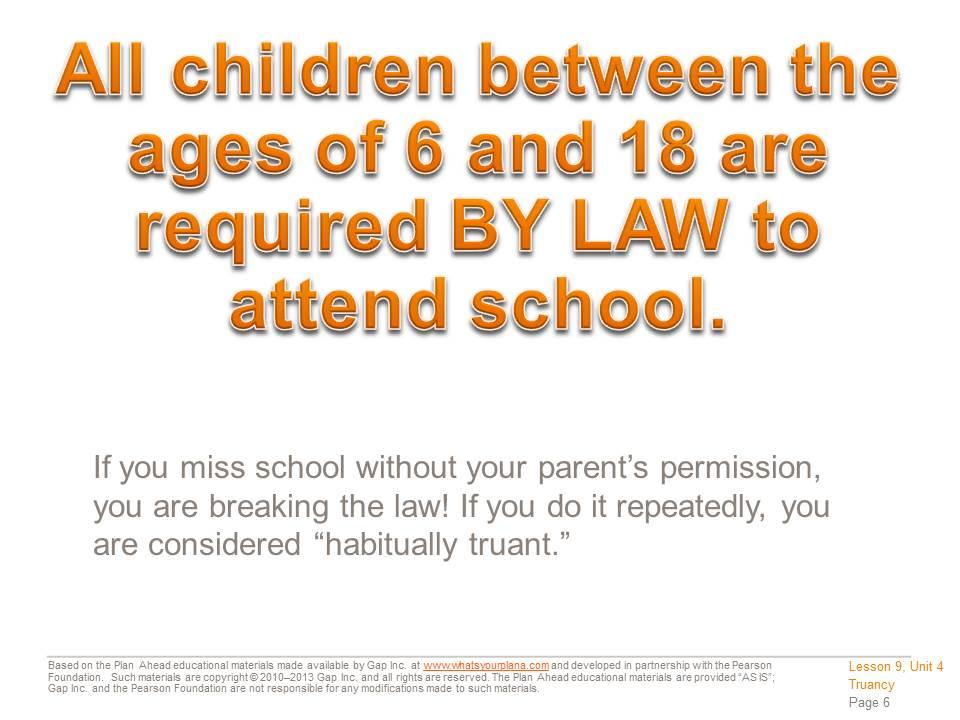 All children between the
ages of 6 and 18 are
required BY LAW to
attend school.
If you miss school without your parent’s permission,
you are breaking the law! If you do it repeatedly, you
are considered “habitually truant.”
Based on the Plan Ahead educational materials made available by Gap Inc. at www.whatsyourplana.com and developed in partnership with the Pearson
Foundation. Such materials are copyright © 2010–2013 Gap Inc. and all rights are reserved. The Plan Ahead educational materials are provided “AS IS”;
Gap Inc. and the Pearson Foundation are not responsible for any modifications made to such materials.
Lesson 9, Unit 4
Truancy
Page 6